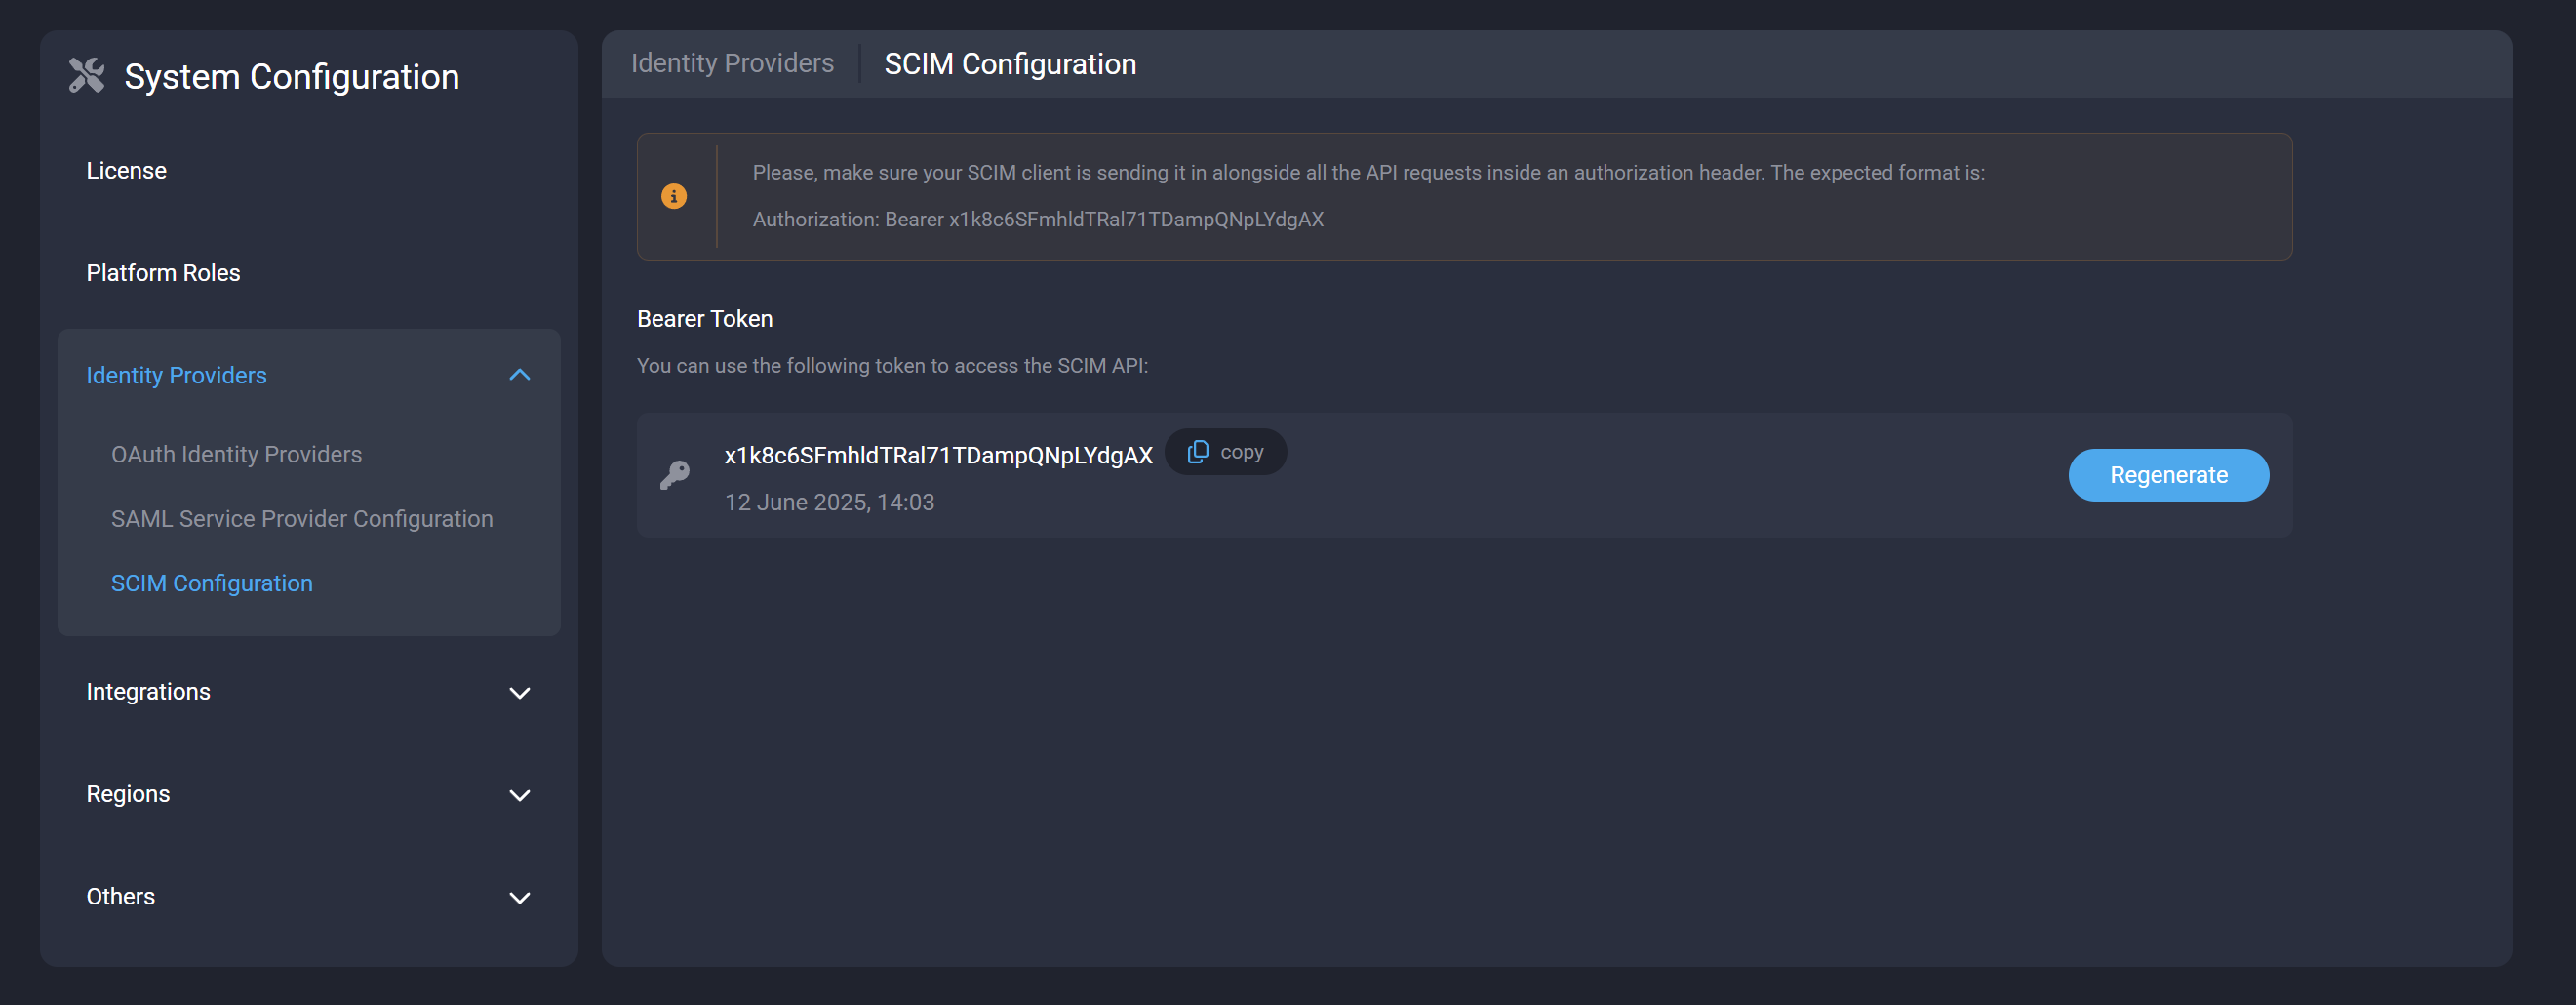 System Configuration
License
Platform Roles
Identity Providers
OAuth Identity Providers
SAML Service Provider Configuration
SCIM Configuration
Integrations
Regions
Others
Identity Providers
SCIM Configuration
Please, make sure your SCIM client is sending it in alongside all the API requests inside an authorization header. The expected format is:
Authorization: Bearer x1k8c6SFmhldTRal71TDampQNpLYdgAX
Bearer Token
You can use the following token to access the SCIM API:
x1k8c6SFmhldTRal71TDampQNpLYdgAX
copy
12 June 2025, 14:03
Regenerate